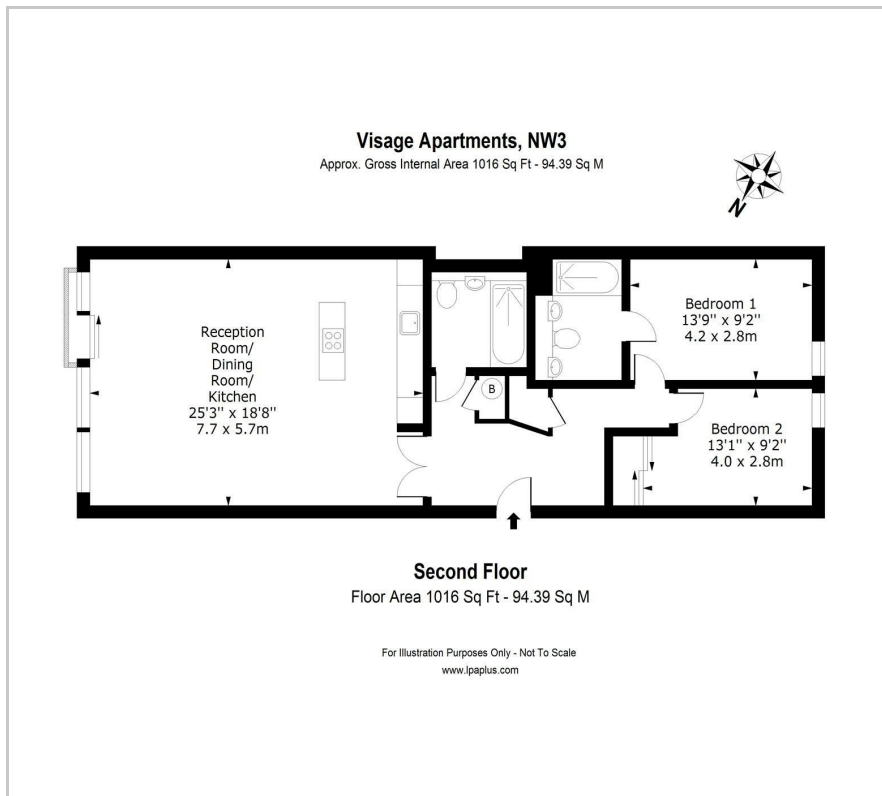 Visage Apartments, NW3
Approx. Gross Internal Area 1016 Sq Ft - 94.39 Sq M
N
Reception
Room/
Dining
Room/
Kitchen
25'3'' x 18'8''
7.7 x 5.7m
B
Bedroom 1
13'9'' x 9'2''
4.2 x 2.8m
Bedroom 2
13'1'' x 9'2''
4.0 x 2.8m
Second Floor
Floor Area 1016 Sq Ft - 94.39 Sq M
For Illustration Purposes Only - Not To Scale
www.lpaplus.com